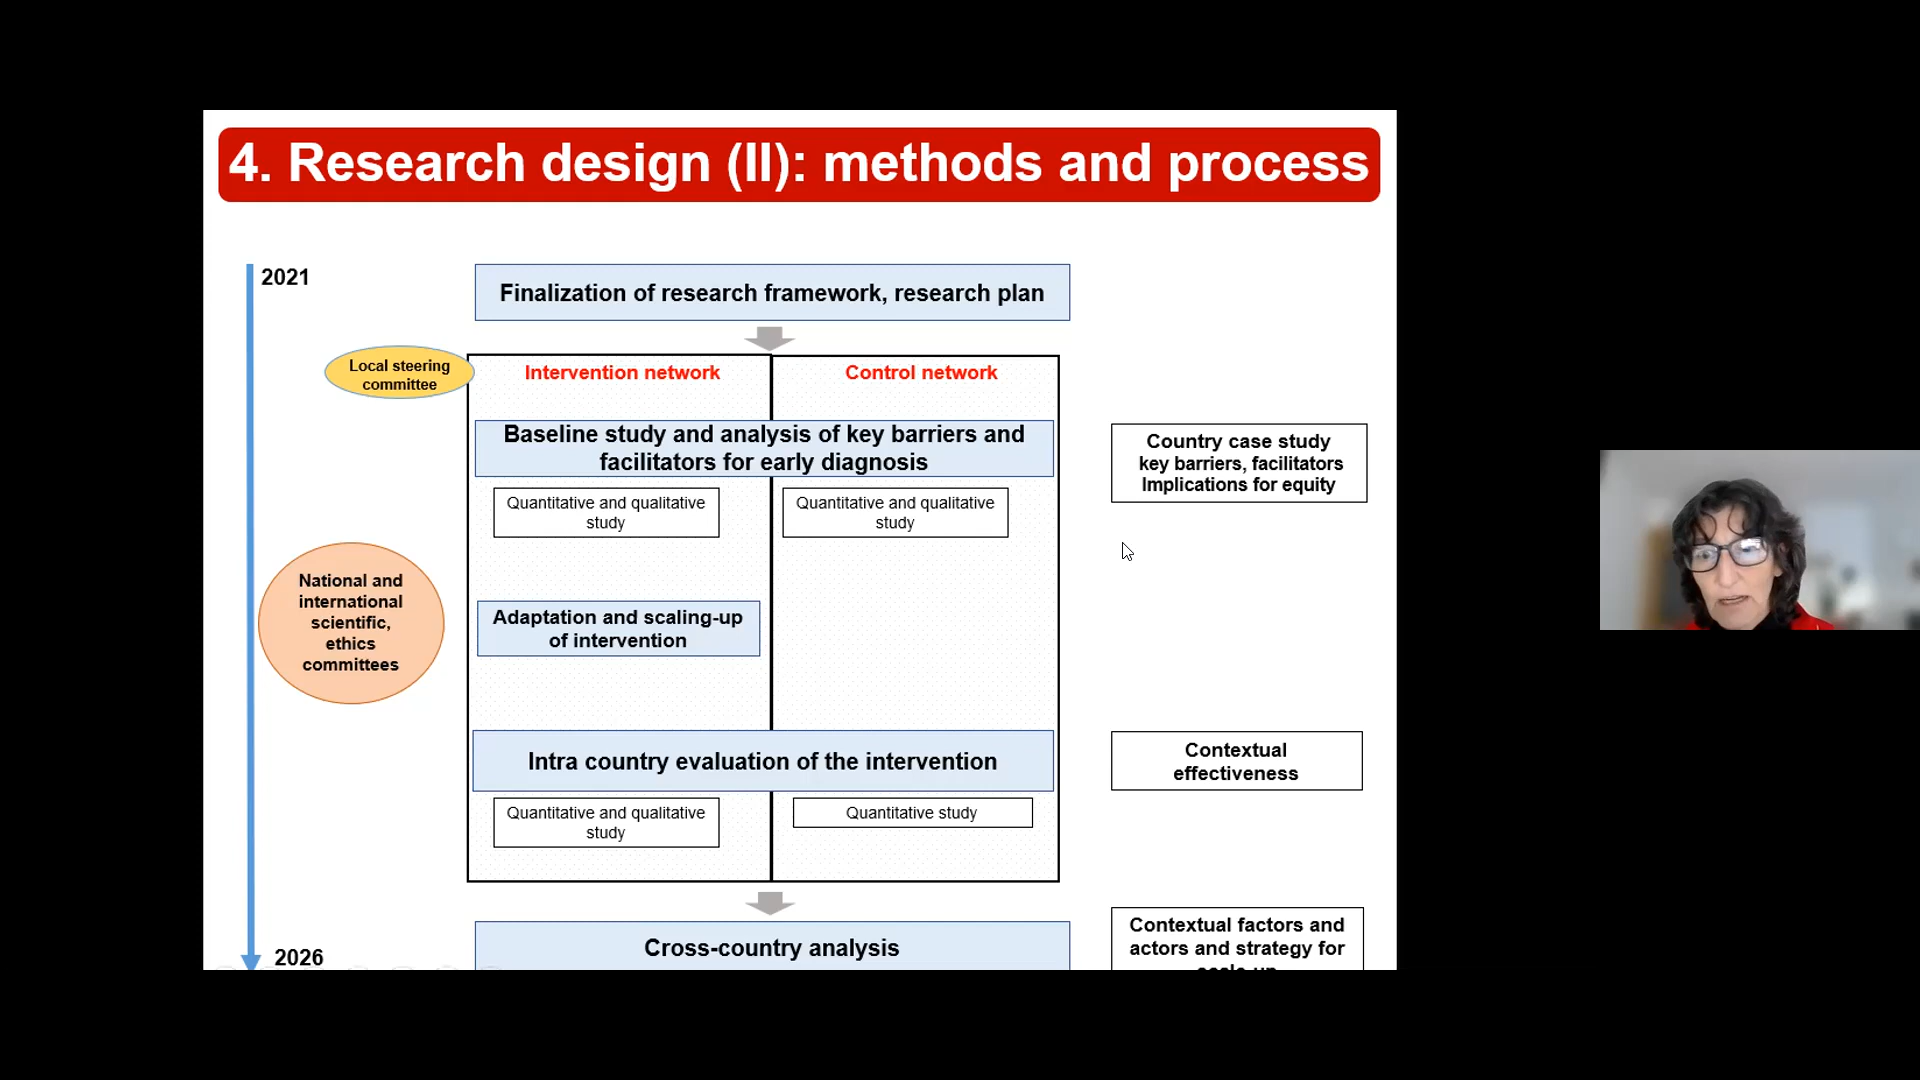 4. Research design (II): methods and process
2021
Finalization of research framework, research plan
Local steering
committee
Intervention network
Control network
Baseline study and analysis of key barriers and
facilitators for early diagnosis
Country case study
key barriers, facilitators
Implications for equity
Quantitative and qualitative
study
Quantitative and qualitative
study
National and
international
scientific,
ethics
committees
Adaptation and scaling-up
of intervention
Intra country evaluation of the intervention
Contextual
effectiveness
Quantitative and qualitative
study
Quantitative study
Cross-country analysis
Contextual factors and
actors and strategy for
2026